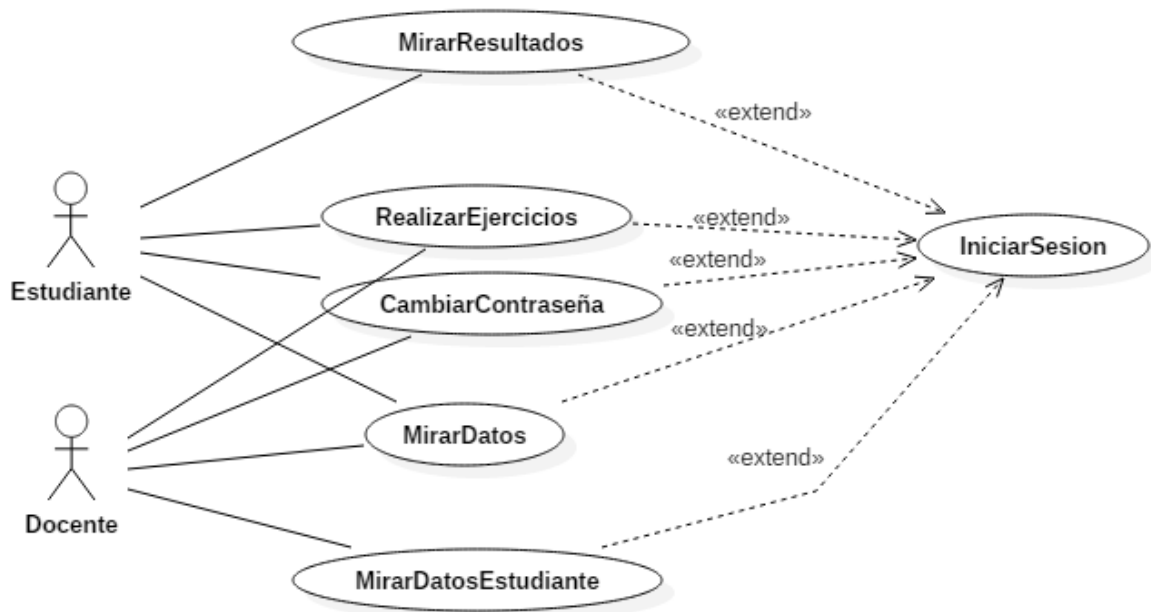 MirarResultados
«extend»
RealizarEjercicios
«extend»
IniciarSesion
«extend»
Estudiante
CambiarContraseña
«extend»
MirarDatos
«extend»
Docente
MirarDatosEstudiante